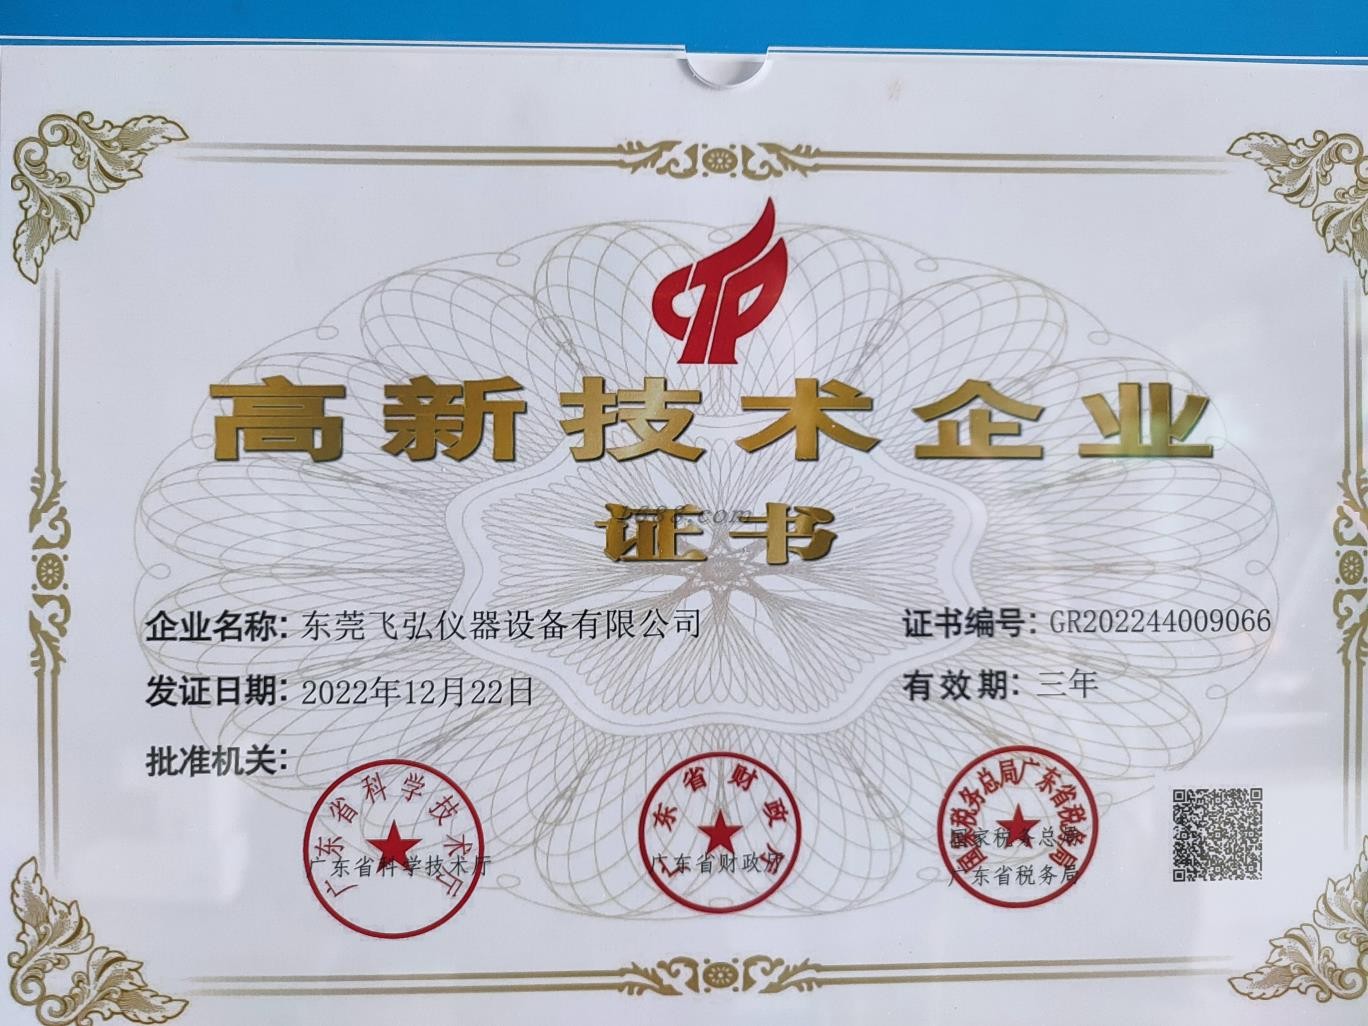 高新技术企业
证书
企业名称：东莞飞弘仪器设备有限公司
证书编号：GR202244009066
发证日期：2022年12月22日
有效期：三年
批准机关：
广东省科学技术厅
广东省科学技术厅
广东省财政厅
广东省财政厅
国家税务总局广东省税务局
国家税务总局
广东省税务局